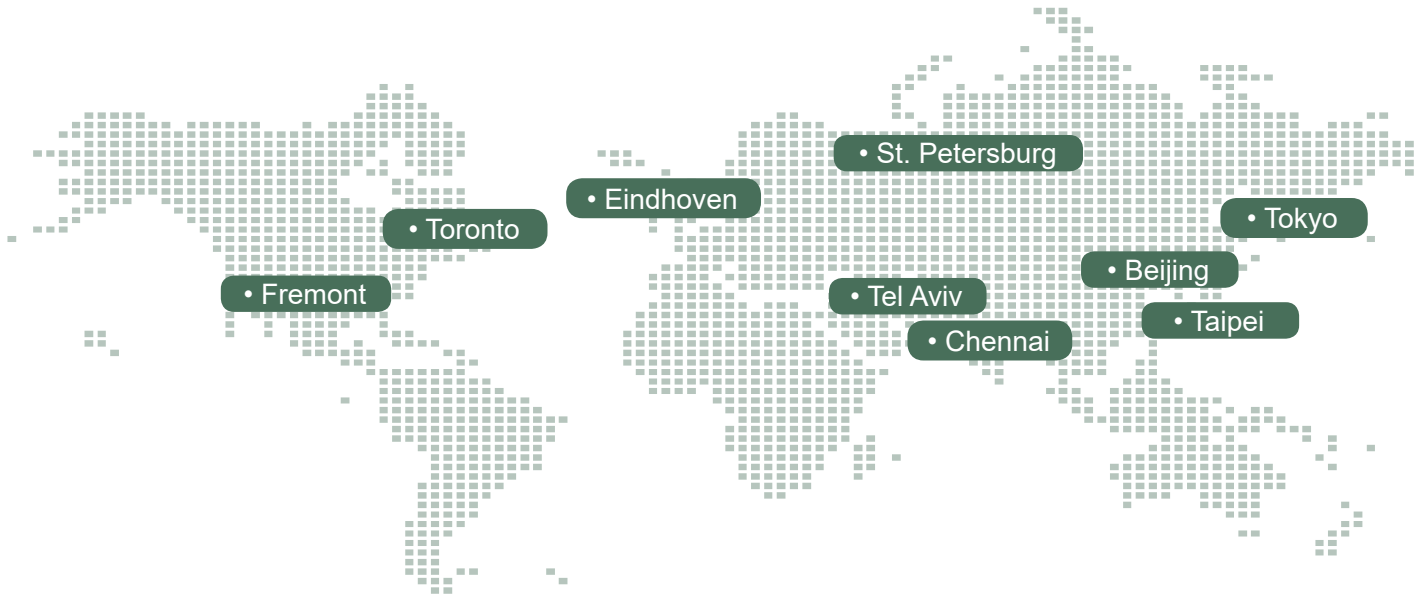 • St. Petersburg
• Eindhoven
• Tokyo
• Toronto
• Beijing
• Fremont
• Tel Aviv
• Taipei
• Chennai